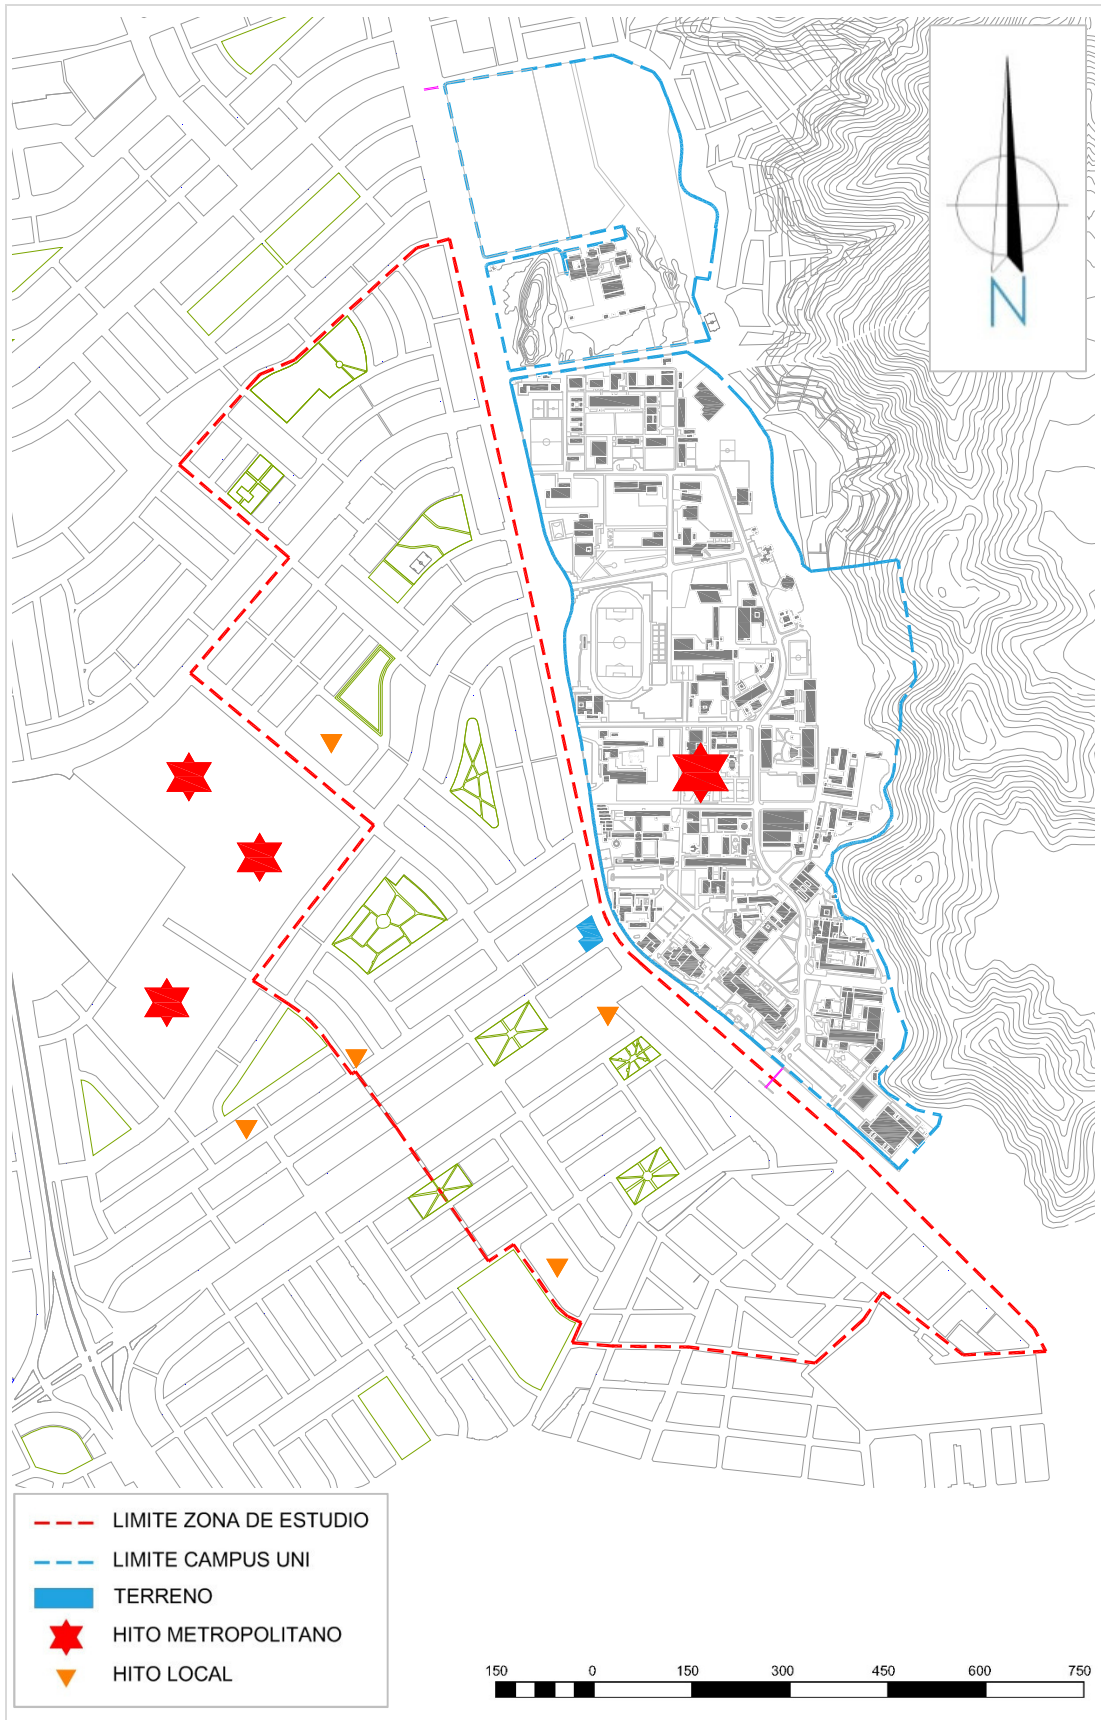 N
LIMITE ZONA DE ESTUDIO
LIMITE CAMPUS UNI
TERRENO
HITO METROPOLITANO
HITO LOCAL
150 0 150 300 450 600 750